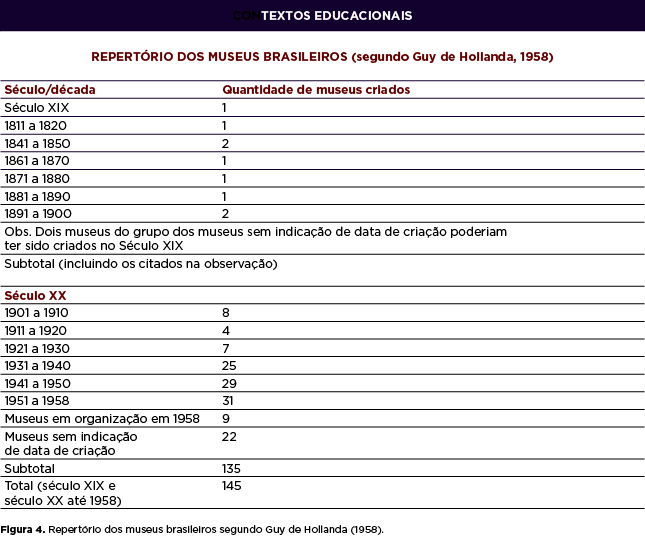 CONTEXTOS EDUCACIONAIS
REPERTÓRIO DOS MUSEUS BRASILEIROS (segundo Guy de Hollanda, 1958)
Século/década Quantidade de museus criados
Século XIX 1
1811 a 1820 1
1841 a 1850 2
1861 a 1870 1
1871 a 1880 1
1881 a 1890 1
1891 a 1900 2
Obs. Dois museus do grupo dos museus sem indicação de data de criação poderiam
ter sido criados no Século XIX
Subtotal (incluindo os citados na observação)
Século XX
1901 a 1910 8
1911 a 1920 4
1921 a 1930 7
1931 a 1940 25
1941 a 1950 29
1951 a 1958 31
Museus em organização em 1958 9
Museus sem indicação 22
de data de criação
Subtotal 135
Total (século XIX e 145
século XX até 1958)
Figura 4. Repertório dos museus brasileiros segundo Guy de Hollanda (1958).